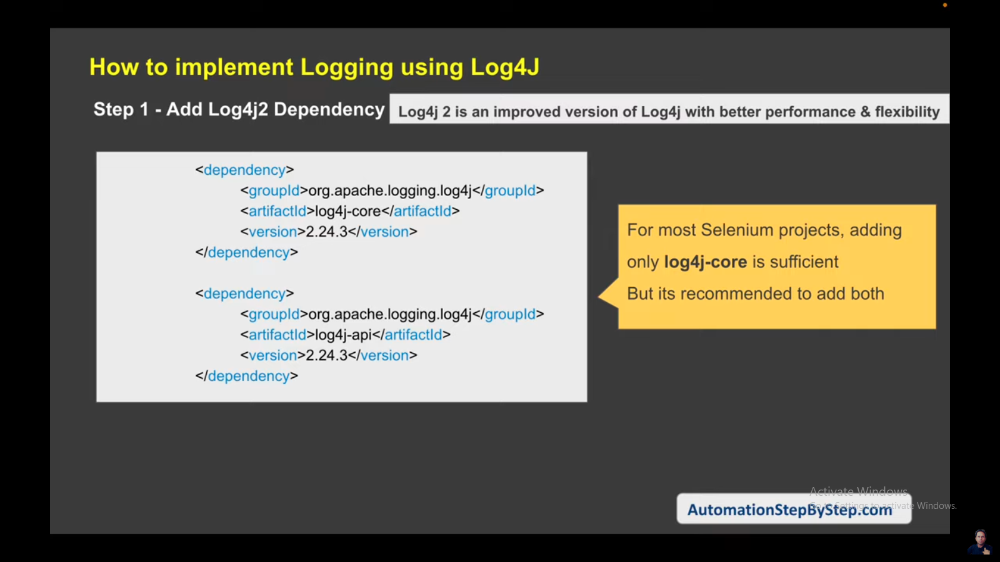 How to implement Logging using Log4J
Step 1 - Add Log4j2 Dependency
Log4j 2 is an improved version of Log4j with better performance & flexibility
<dependency>
<groupId>org.apache.logging.log4j</groupId>
<artifactId>log4j-core</artifactId>
<version>2.24.3</version>
</dependency>
<dependency>
<groupId>org.apache.logging.log4j</groupId>
<artifactId>log4j-api</artifactId>
<version>2.24.3</version>
</dependency>
For most Selenium projects, adding
only log4j-core is sufficient
But its recommended to add both
Activate Windows
Go to Settings to activate Windows.
AutomationStepByStep.com